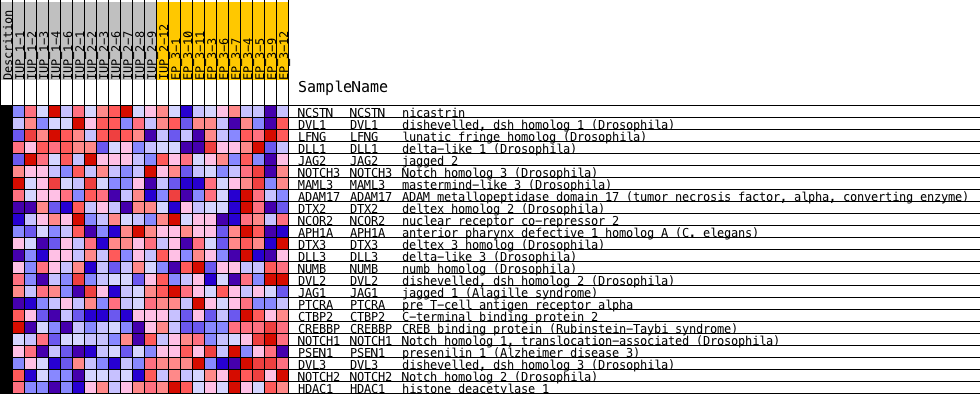 Descrition
IUP_1-1
IUP_1-2
IUP_1-3
IUP_1-4
IUP_1-6
IUP_2-1
IUP_2-2
IUP_2-3
IUP_2-6
IUP_2-7
IUP_2-8
IUP_2-9
IUP_2-12
EP_3-1
EP_3-10
EP_3-11
EP_3-3
EP_3-6
EP_3-7
EP_3-4
EP_3-5
EP_3-9
EP_3-12
SampleName
NCSTN NCSTN nicastrin
DVL1 DVL1 dishevelled, dsh homolog 1 (Drosophila)
LFNG LFNG lunatic fringe homolog (Drosophila)
DLL1 DLL1 delta-like 1 (Drosophila)
JAG2 JAG2 jagged 2
NOTCH3 NOTCH3 Notch homolog 3 (Drosophila)
MAML3 MAML3 mastermind-like 3 (Drosophila)
ADAM17 ADAM17 ADAM metallopeptidase domain 17 (tumor necrosis factor, alpha, converting enzyme)
DTX2 DTX2 deltex homolog 2 (Drosophila)
NCOR2 NCOR2 nuclear receptor co-repressor 2
APH1A APH1A anterior pharynx defective 1 homolog A (C. elegans)
DTX3 DTX3 deltex 3 homolog (Drosophila)
DLL3 DLL3 delta-like 3 (Drosophila)
NUMB NUMB numb homolog (Drosophila)
DVL2 DVL2 dishevelled, dsh homolog 2 (Drosophila)
JAG1 JAG1 jagged 1 (Alagille syndrome)
PTCRA PTCRA pre T-cell antigen receptor alpha
CTBP2 CTBP2 C-terminal binding protein 2
CREBBP CREBBP CREB binding protein (Rubinstein-Taybi syndrome)
NOTCH1 NOTCH1 Notch homolog 1, translocation-associated (Drosophila)
PSEN1 PSEN1 presenilin 1 (Alzheimer disease 3)
DVL3 DVL3 dishevelled, dsh homolog 3 (Drosophila)
NOTCH2 NOTCH2 Notch homolog 2 (Drosophila)
HDAC1 HDAC1 histone deacetylase 1